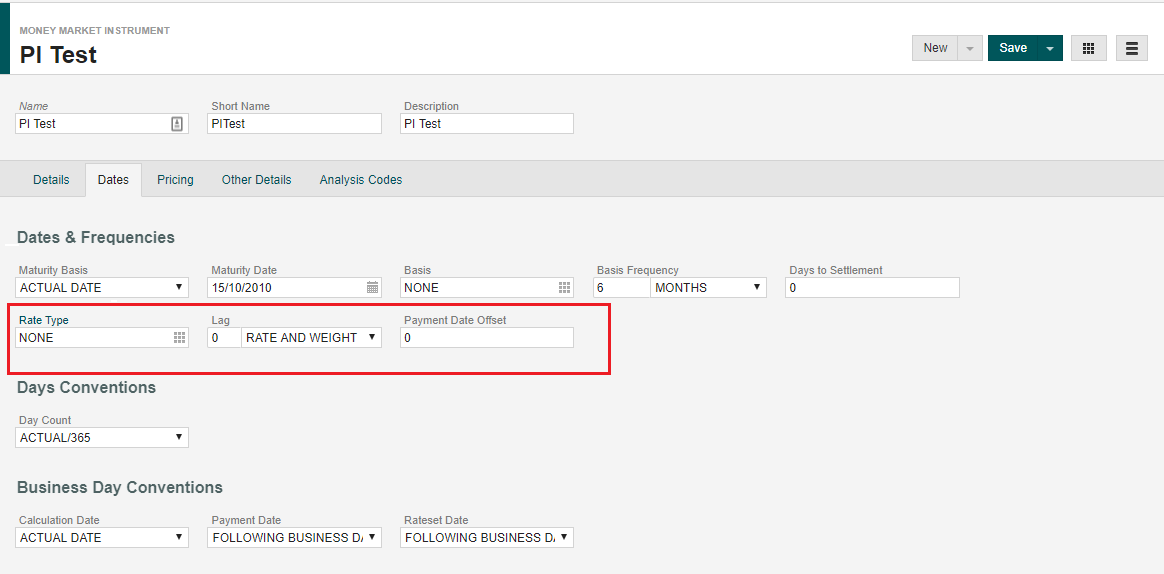 MONEY MARKET INSTRUMENT
PI Test
New Save
Name Short Name Description
PI Test PITest PI Test
Details Dates Pricing Other Details Analysis Codes
Dates & Frequencies
Maturity Basis Maturity Date Basis Basis Frequency Days to Settlement
ACTUAL DATE 15/10/2010 NONE 6 MONTHS 0
Rate Type Lag Payment Date Offset
NONE 0 RATE AND WEIGHT 0
Days Conventions
Day Count
ACTUAL/365
Business Day Conventions
Calculation Date Payment Date Rateset Date
ACTUAL DATE FOLLOWING BUSINESS D FOLLOWING BUSINESS D